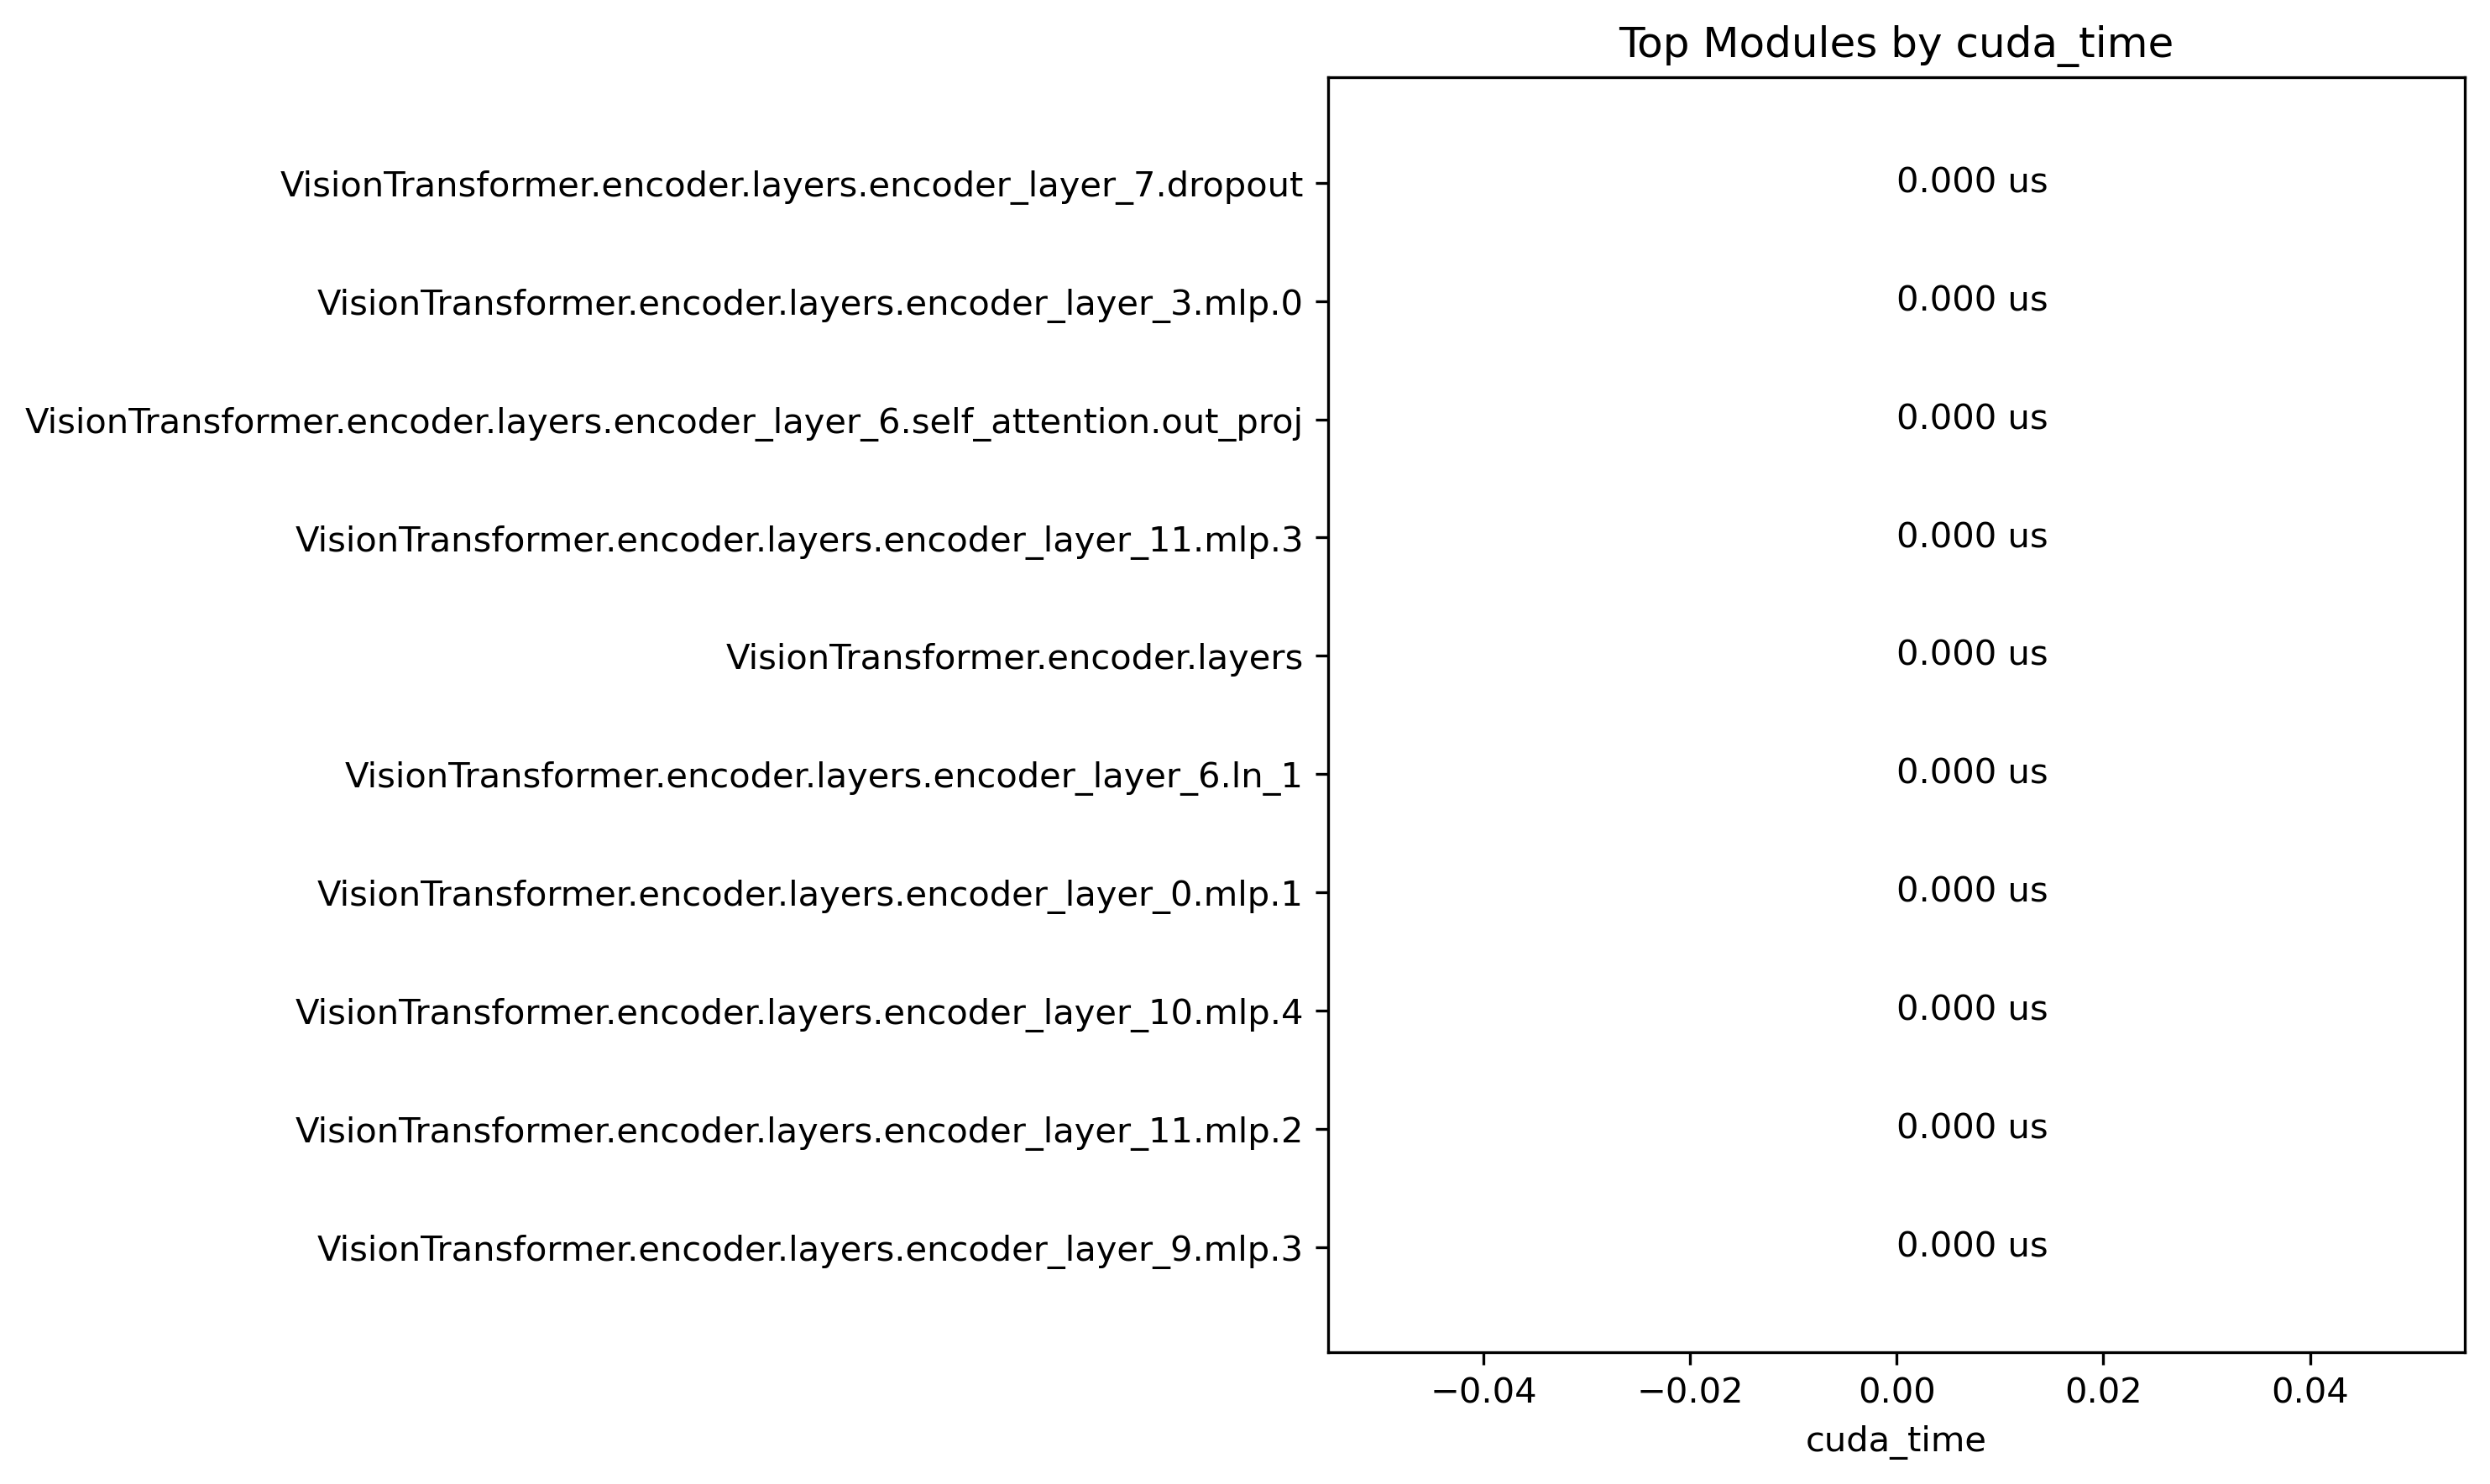 Top Modules by cuda_time
VisionTransformer.encoder.layers.encoder_layer_7.dropout 0.000 us
VisionTransformer.encoder.layers.encoder_layer_3.mlp.0 0.000 us
VisionTransformer.encoder.layers.encoder_layer_6.self_attention.out_proj 0.000 us
VisionTransformer.encoder.layers.encoder_layer_11.mlp.3 0.000 us
VisionTransformer.encoder.layers 0.000 us
VisionTransformer.encoder.layers.encoder_layer_6.ln_1 0.000 us
VisionTransformer.encoder.layers.encoder_layer_0.mlp.1 0.000 us
VisionTransformer.encoder.layers.encoder_layer_10.mlp.4 0.000 us
VisionTransformer.encoder.layers.encoder_layer_11.mlp.2 0.000 us
VisionTransformer.encoder.layers.encoder_layer_9.mlp.3 0.000 us
−0.04 −0.02 0.00 0.02 0.04
cuda_time